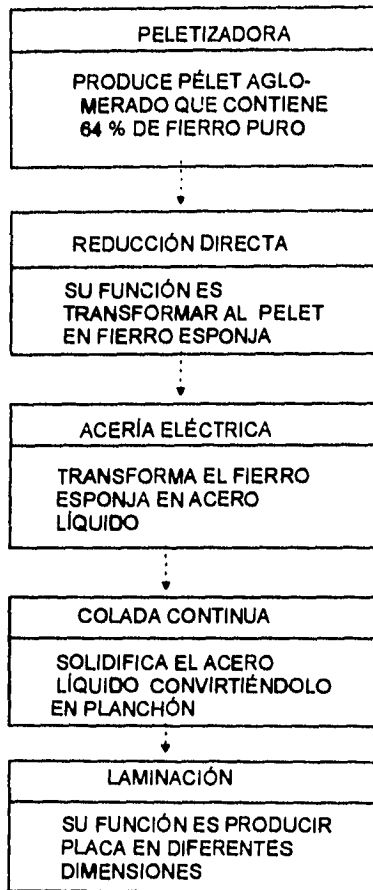 PELETIZADORA
PRODUCE PÉLET AGLO-
MERADO QUE CONTIENE
64 % DE FIERRO PURO
REDUCCIÓN DIRECTA
SU FUNCIÓN ES
TRANSFORMAR AL PELET
EN FIERRO ESPONJA
ACERÍA ELÉCTRICA
TRANSFORMA EL FIERRO
ESPONJA EN ACERO
LÍQUIDO
COLADA CONTINUA
SOLIDIFICA EL ACERO
LÍQUIDO CONVIRTIÉNDOLO
EN PLANCHÓN
LAMINACIÓN
SU FUNCIÓN ES PRODUCIR
PLACA EN DIFERENTES
DIMENSIONES